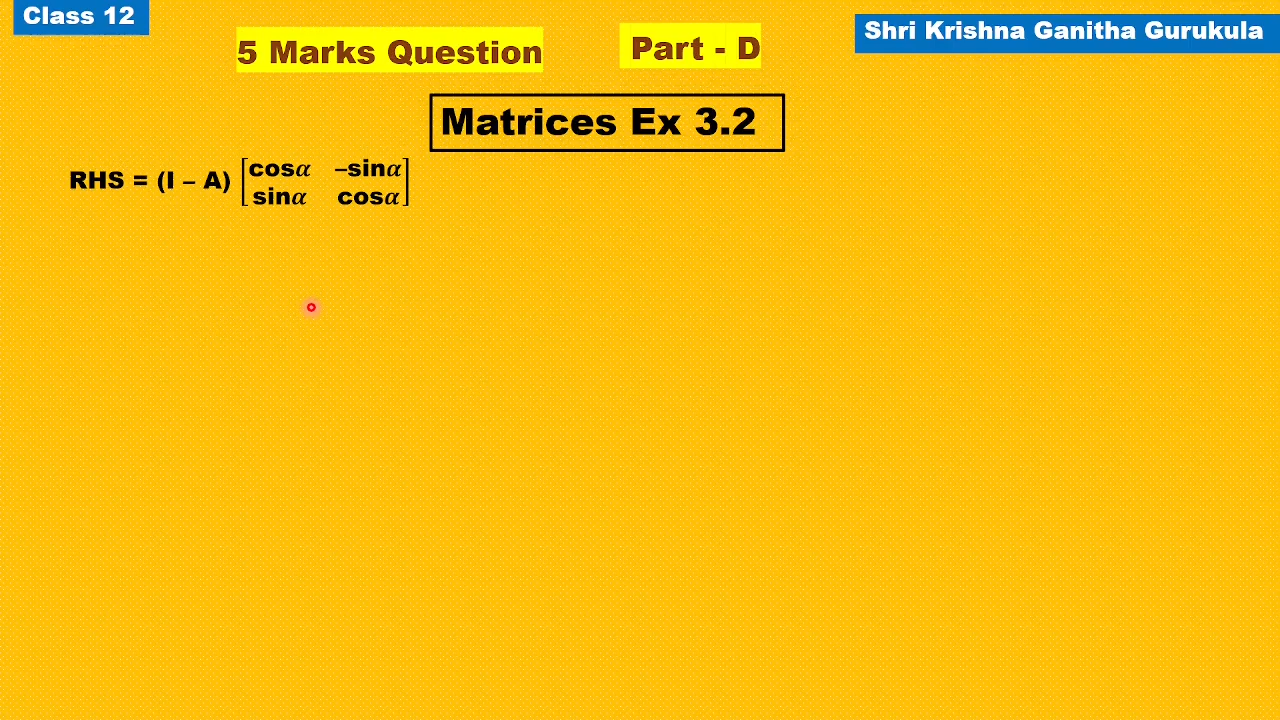 Class 12
5 Marks Question
Part - D
Shri Krishna Ganitha Gurukula
Matrices Ex 3.2
RHS = (I – A) [cosα –sinα
sinα cosα]